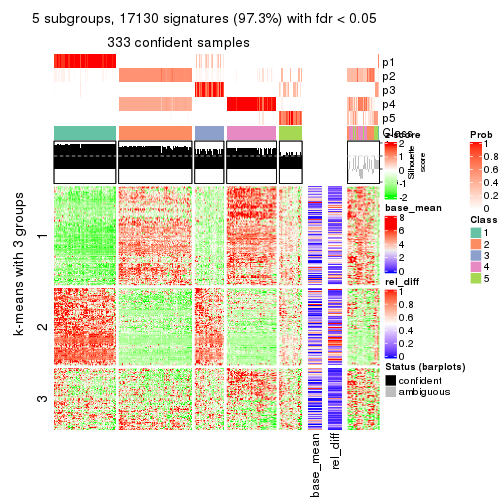 5 subgroups, 17130 signatures (97.3%) with fdr < 0.05
333 confident samples
p1
p2
p3
p4
p5
Class
z-score
2
1
0
-1
-2
Silhouette
score
k-means with 3 groups
1
2
3
base_mean
rel_diff
base_mean
8
6
4
2
0
rel_diff
1
0.8
0.6
0.4
0.2
0
Status (barplots)
confident
ambiguous
Prob
1
0.8
0.6
0.4
0.2
0
Class
1
2
3
4
5